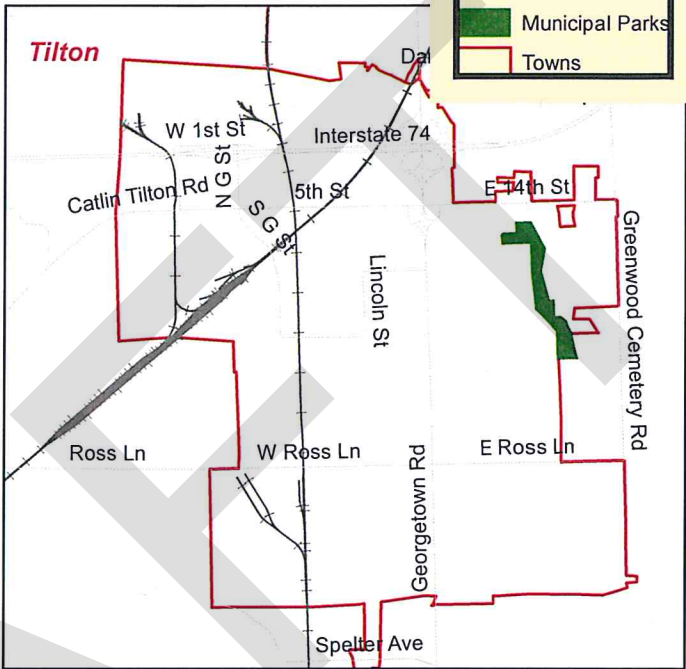 Municipal Parks
Towns
Tilton
Dan
W 1st St
Interstate 74
N G St
Catlin Tilton Rd
5th St
E 14th St
S G St
Greenwood Cemetery Rd
Lincoln St
Ross Ln
W Ross Ln
E Ross Ln
Georgetown Rd
Spelter Ave